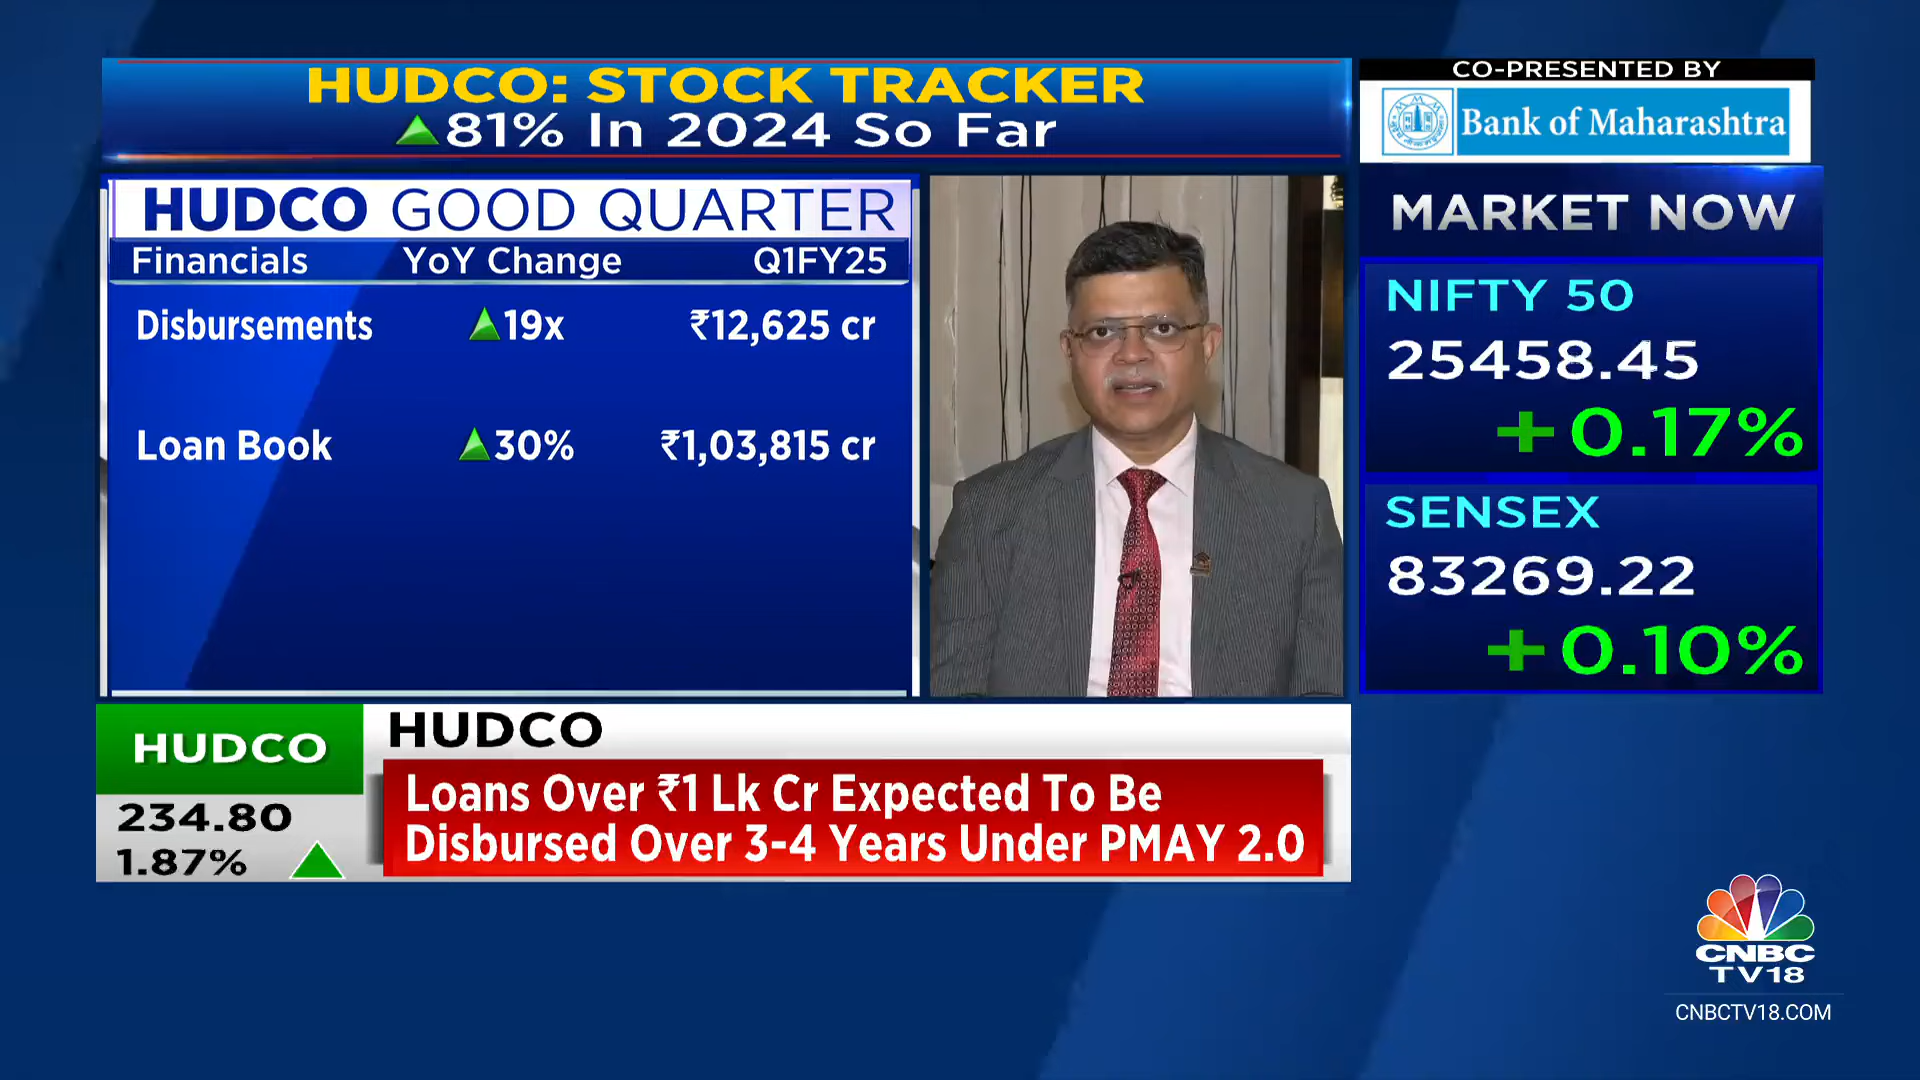 HUDCO: STOCK TRACKER
▲81% In 2024 So Far
CO-PRESENTED BY
Bank of Maharashtra
HUDCO GOOD QUARTER
Financials YoY Change Q1FY25
Disbursements ▲19x ₹12,625 cr
Loan Book ▲30% ₹1,03,815 cr
MARKET NOW
NIFTY 50
25458.45
+0.17%
SENSEX
83269.22
+0.10%
HUDCO
234.80
1.87% ▲
HUDCO
Loans Over ₹1 Lk Cr Expected To Be
Disbursed Over 3-4 Years Under PMAY 2.0
CNBC
TV18
CNBCTV18.COM